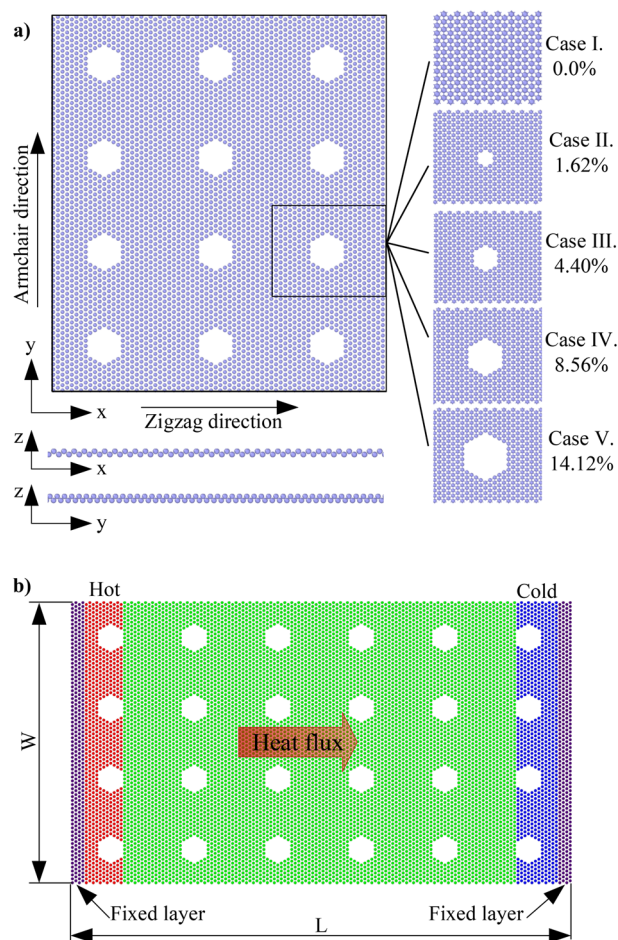 a)
Case I.
0.0%
Case II.
1.62%
Case III.
4.40%
Case IV.
8.56%
Case V.
14.12%
Armchair direction
y
x
Zigzag direction
z
x
z
y
b)
Hot
Cold
W
Heat flux
Fixed layer
Fixed layer
L